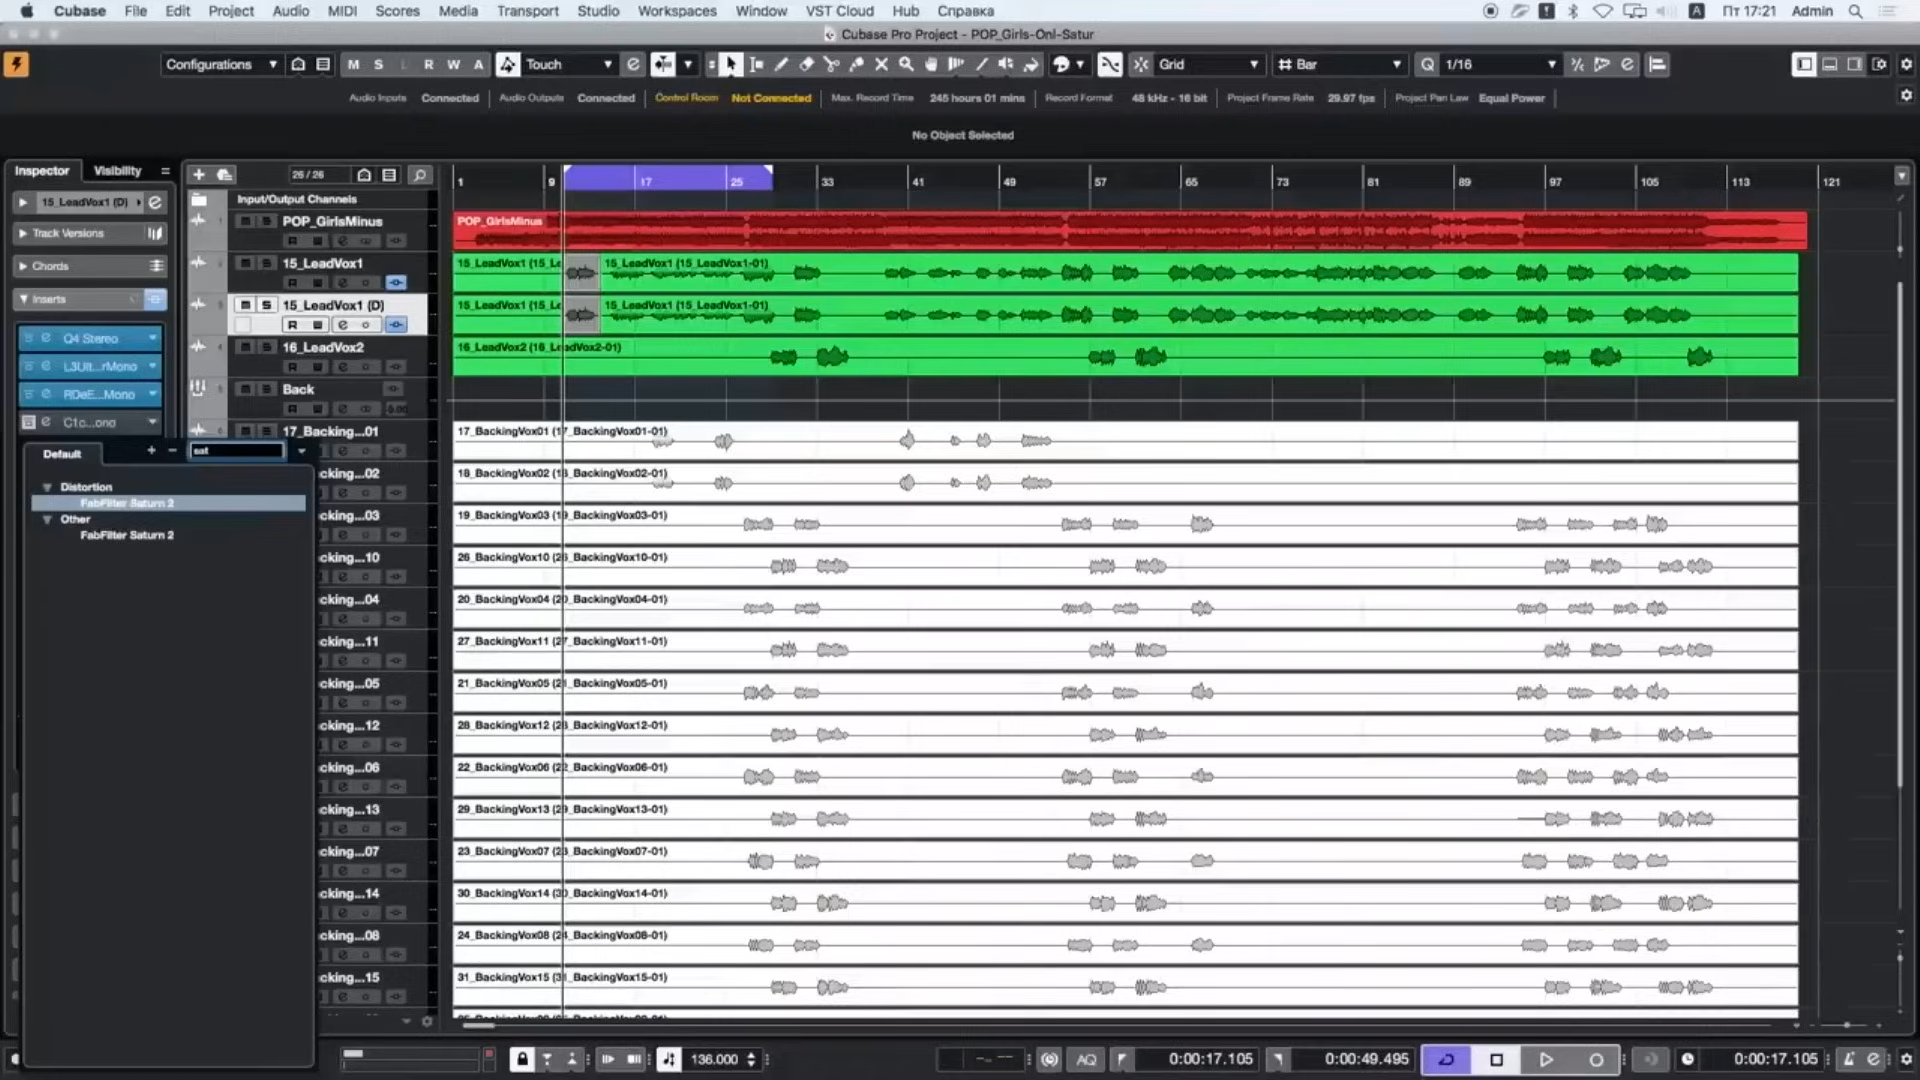 Cubase File Edit Project Audio MIDI Scores Media Transport Studio Workspaces Window VST Cloud Hub Справка
A Пт 17:21 Admin
Cubase Pro Project - POP_Girls-Onl-Satur
Configurations M S L R W A Touch Grid Bar Q 1/16
Audio Inputs Connected Audio Outputs Connected Control Room Not Connected Max. Record Time 245 hours 01 mins Record Format 48 kHz - 16 bit Project Frame Rate 29.97 fps Project Pan Law Equal Power
No Object Selected
Inspector Visibility
26 / 26
1 9 17 25 33 41 49 57 65 73 81 89 97 105 113 121
15_LeadVox1 (D)
Input/Output Channels
Track Versions
Chords
Inserts
Q4 Stereo
L3Ult...rMono
RDeE...Mono
C1c...ono
POP_GirlsMinus
POP_GirlsMinus
15_LeadVox1
15_LeadVox1 (15_Le
15_LeadVox1 (15_LeadVox1-01)
15_LeadVox1 (D)
15_LeadVox1 (15_Le
15_LeadVox1 (15_LeadVox1-01)
16_LeadVox2
16_LeadVox2 (16_LeadVox2-01)
Back
17_Backing...01
17_BackingVox01 (17_BackingVox01-01)
Default
+ −
sat
Distortion
FabFilter Saturn 2
Other
FabFilter Saturn 2
cking...02
18_BackingVox02 (18_BackingVox02-01)
cking...03
19_BackingVox03 (19_BackingVox03-01)
cking...10
26_BackingVox10 (26_BackingVox10-01)
cking...04
20_BackingVox04 (20_BackingVox04-01)
cking...11
27_BackingVox11 (27_BackingVox11-01)
cking...05
21_BackingVox05 (21_BackingVox05-01)
cking...12
28_BackingVox12 (28_BackingVox12-01)
cking...06
22_BackingVox06 (22_BackingVox06-01)
cking...13
29_BackingVox13 (29_BackingVox13-01)
cking...07
23_BackingVox07 (23_BackingVox07-01)
cking...14
30_BackingVox14 (30_BackingVox14-01)
cking...08
24_BackingVox08 (24_BackingVox08-01)
cking...15
31_BackingVox15 (31_BackingVox15-01)
136.000
AQ
0:00:17.105
0:00:49.495
0:00:17.105